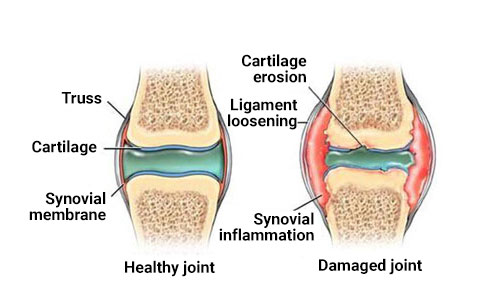 Truss
Cartilage
Synovial
membrane
Healthy joint
Cartilage
erosion
Ligament
loosening
Synovial
inflammation
Damaged joint